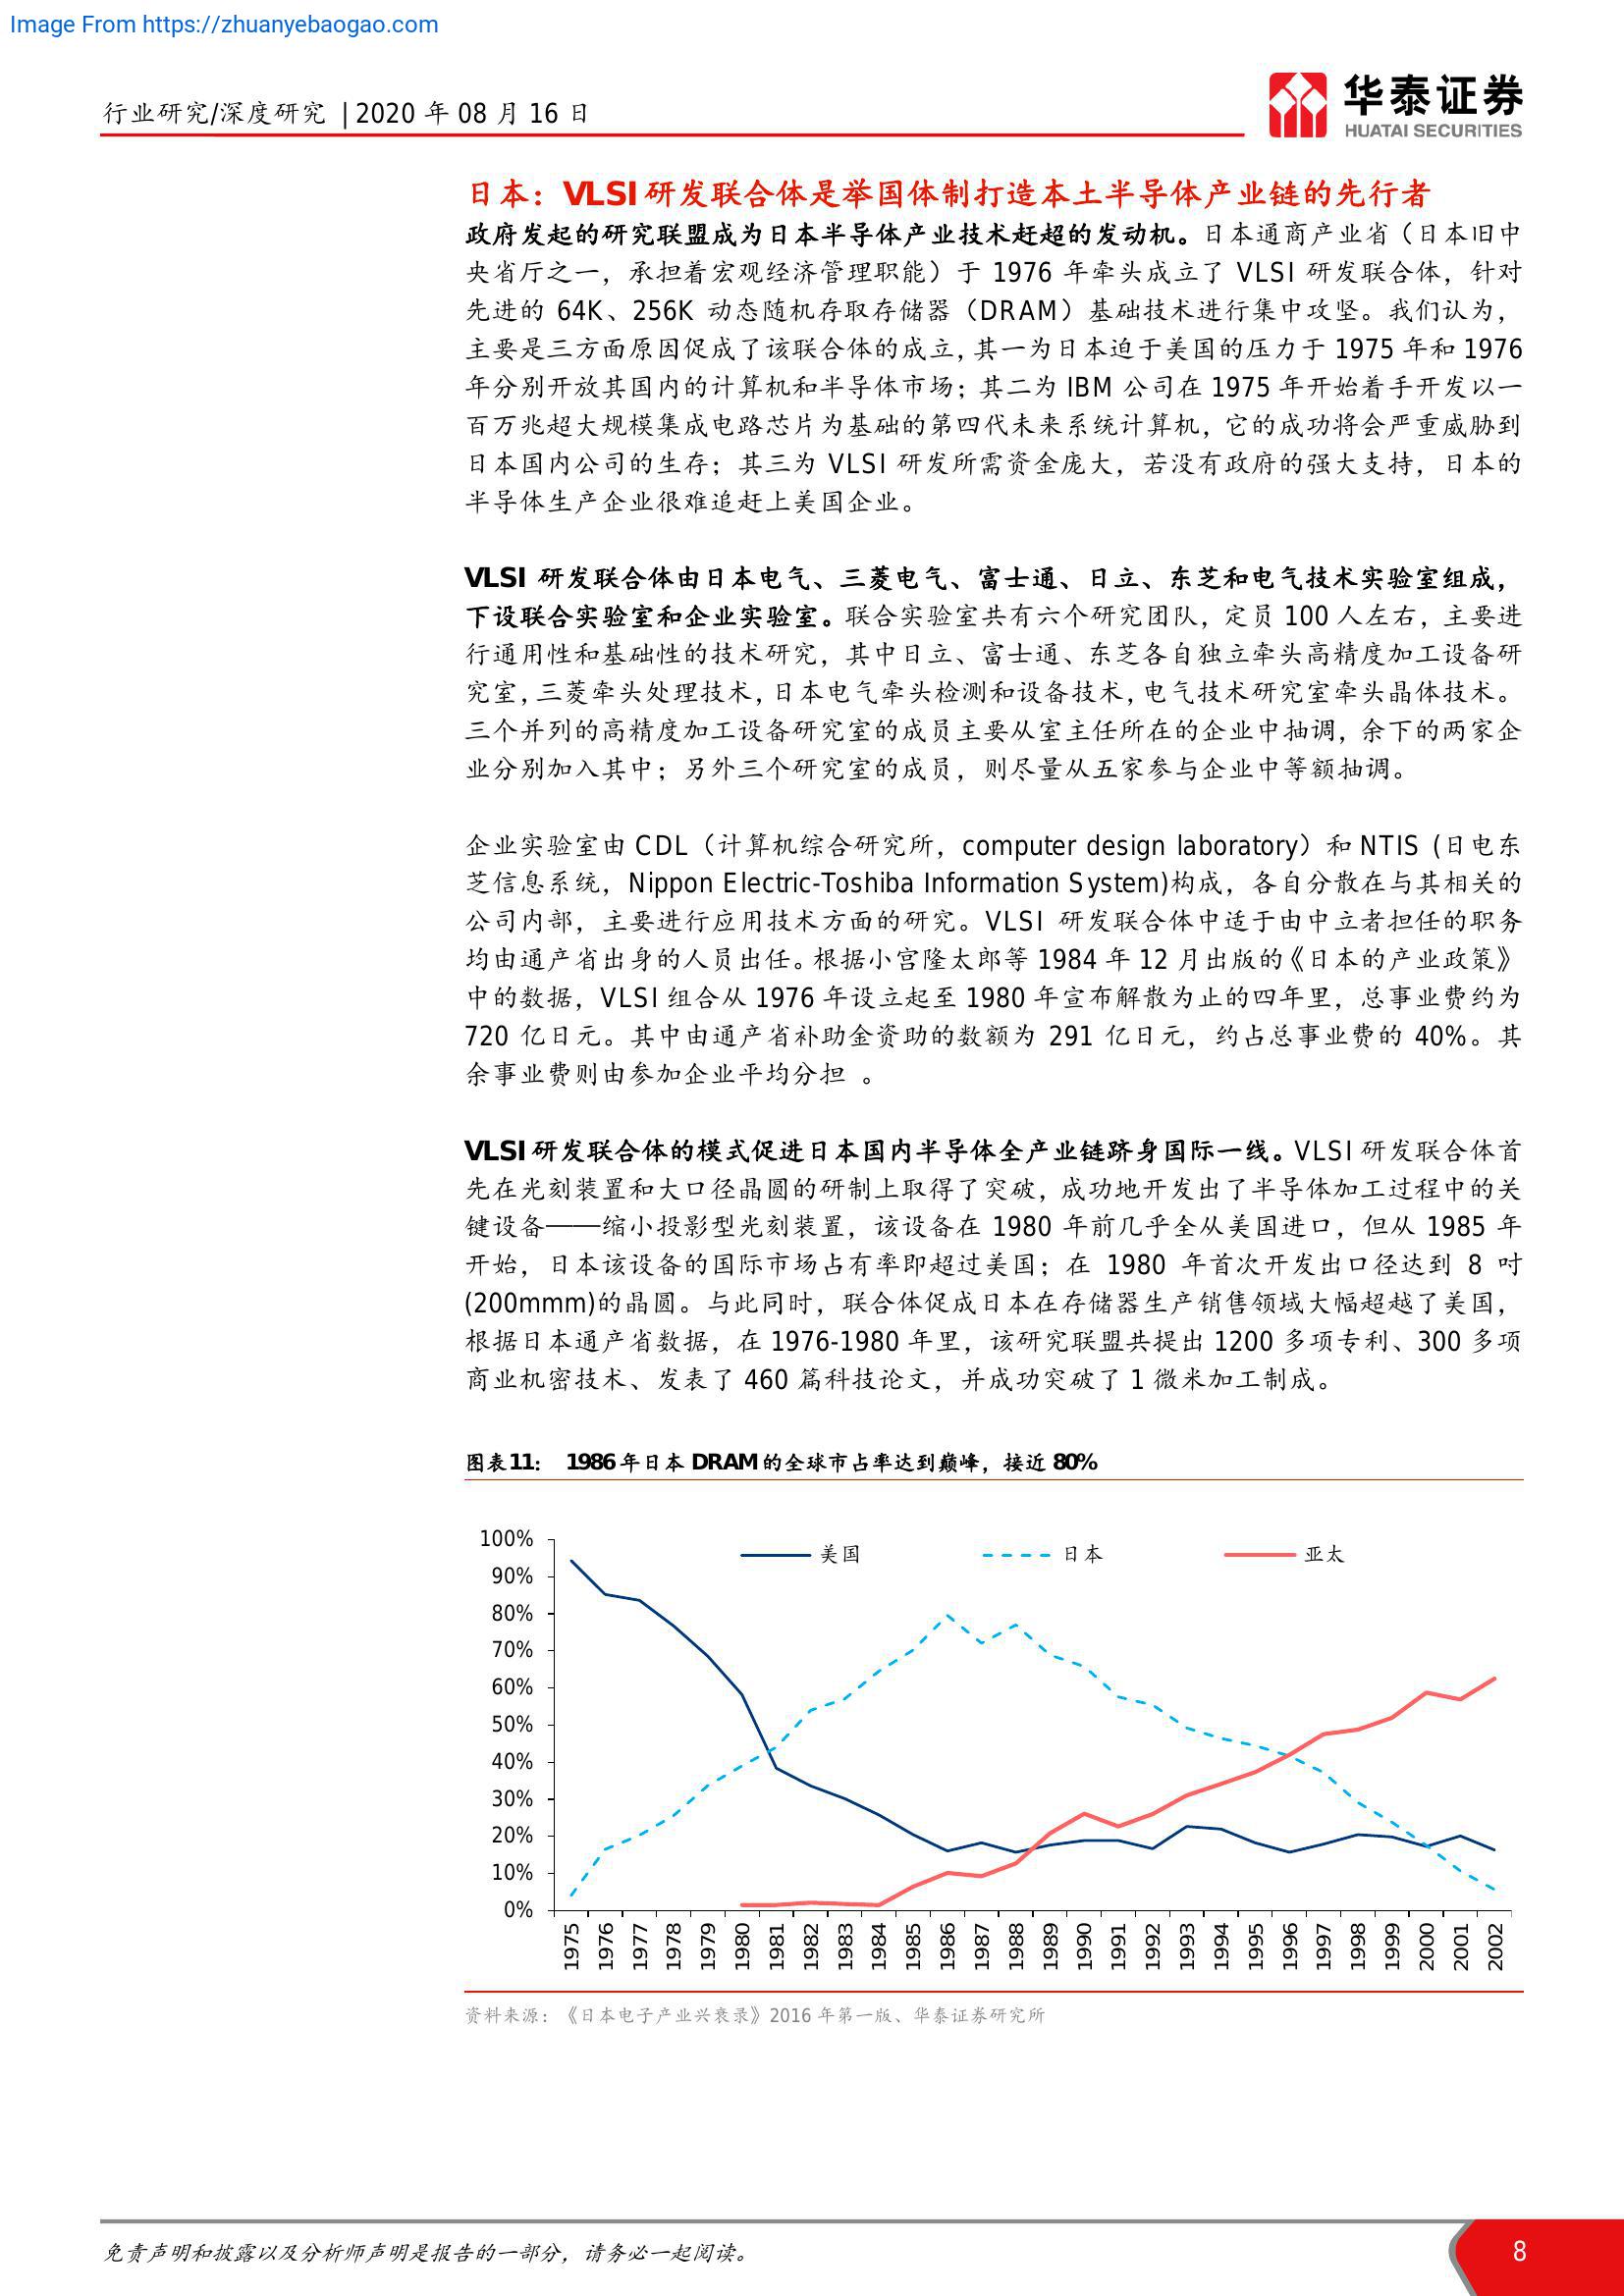 Image From https://zhuanyebaogao.com
行业研究/深度研究 | 2020 年 08 月 16 日
华泰证券
HUATAI SECURITIES
日本：VLSI 研发联合体是举国体制打造本土半导体产业链的先行者
政府发起的研究联盟成为日本半导体产业技术赶超的发动机。日本通商产业省（日本旧中
央省厅之一，承担着宏观经济管理职能）于 1976 年牵头成立了 VLSI 研发联合体，针对
先进的 64K、256K 动态随机存取存储器（DRAM）基础技术进行集中攻坚。我们认为，
主要是三方面原因促成了该联合体的成立，其一为日本迫于美国的压力于 1975 年和 1976
年分别开放其国内的计算机和半导体市场；其二为 IBM 公司在 1975 年开始着手开发以一
百万兆超大规模集成电路芯片为基础的第四代未来系统计算机，它的成功将会严重威胁到
日本国内公司的生存；其三为 VLSI 研发所需资金庞大，若没有政府的强大支持，日本的
半导体生产企业很难追赶上美国企业。
VLSI 研发联合体由日本电气、三菱电气、富士通、日立、东芝和电气技术实验室组成，
下设联合实验室和企业实验室。联合实验室共有六个研究团队，定员 100 人左右，主要进
行通用性和基础性的技术研究，其中日立、富士通、东芝各自独立牵头高精度加工设备研
究室，三菱牵头处理技术，日本电气牵头检测和设备技术，电气技术研究室牵头晶体技术。
三个并列的高精度加工设备研究室的成员主要从室主任所在的企业中抽调，余下的两家企
业分别加入其中；另外三个研究室的成员，则尽量从五家参与企业中等额抽调。
企业实验室由 CDL（计算机综合研究所，computer design laboratory）和 NTIS (日电东
芝信息系统，Nippon Electric-Toshiba Information System)构成，各自分散在与其相关的
公司内部，主要进行应用技术方面的研究。VLSI 研发联合体中适于由中立者担任的职务
均由通产省出身的人员出任。根据小宫隆太郎等 1984 年 12 月出版的《日本的产业政策》
中的数据，VLSI 组合从 1976 年设立起至 1980 年宣布解散为止的四年里，总事业费约为
720 亿日元。其中由通产省补助金资助的数额为 291 亿日元，约占总事业费的 40%。其
余事业费则由参加企业平均分担 。
VLSI 研发联合体的模式促进日本国内半导体全产业链跻身国际一线。VLSI 研发联合体首
先在光刻装置和大口径晶圆的研制上取得了突破，成功地开发出了半导体加工过程中的关
键设备——缩小投影型光刻装置，该设备在 1980 年前几乎全从美国进口，但从 1985 年
开始，日本该设备的国际市场占有率即超过美国；在 1980 年首次开发出口径达到 8 吋
(200mmm)的晶圆。与此同时，联合体促成日本在存储器生产销售领域大幅超越了美国，
根据日本通产省数据，在 1976-1980 年里，该研究联盟共提出 1200 多项专利、300 多项
商业机密技术、发表了 460 篇科技论文，并成功突破了 1 微米加工制成。
图表11： 1986 年日本 DRAM 的全球市占率达到巅峰，接近 80%
美国 日本 亚太
100%
90%
80%
70%
60%
50%
40%
30%
20%
10%
0%
1975 1976 1977 1978 1979 1980 1981 1982 1983 1984 1985 1986 1987 1988 1989 1990 1991 1992 1993 1994 1995 1996 1997 1998 1999 2000 2001 2002
资料来源：《日本电子产业兴衰录》2016 年第一版、华泰证券研究所
免责声明和披露以及分析师声明是报告的一部分，请务必一起阅读。
8